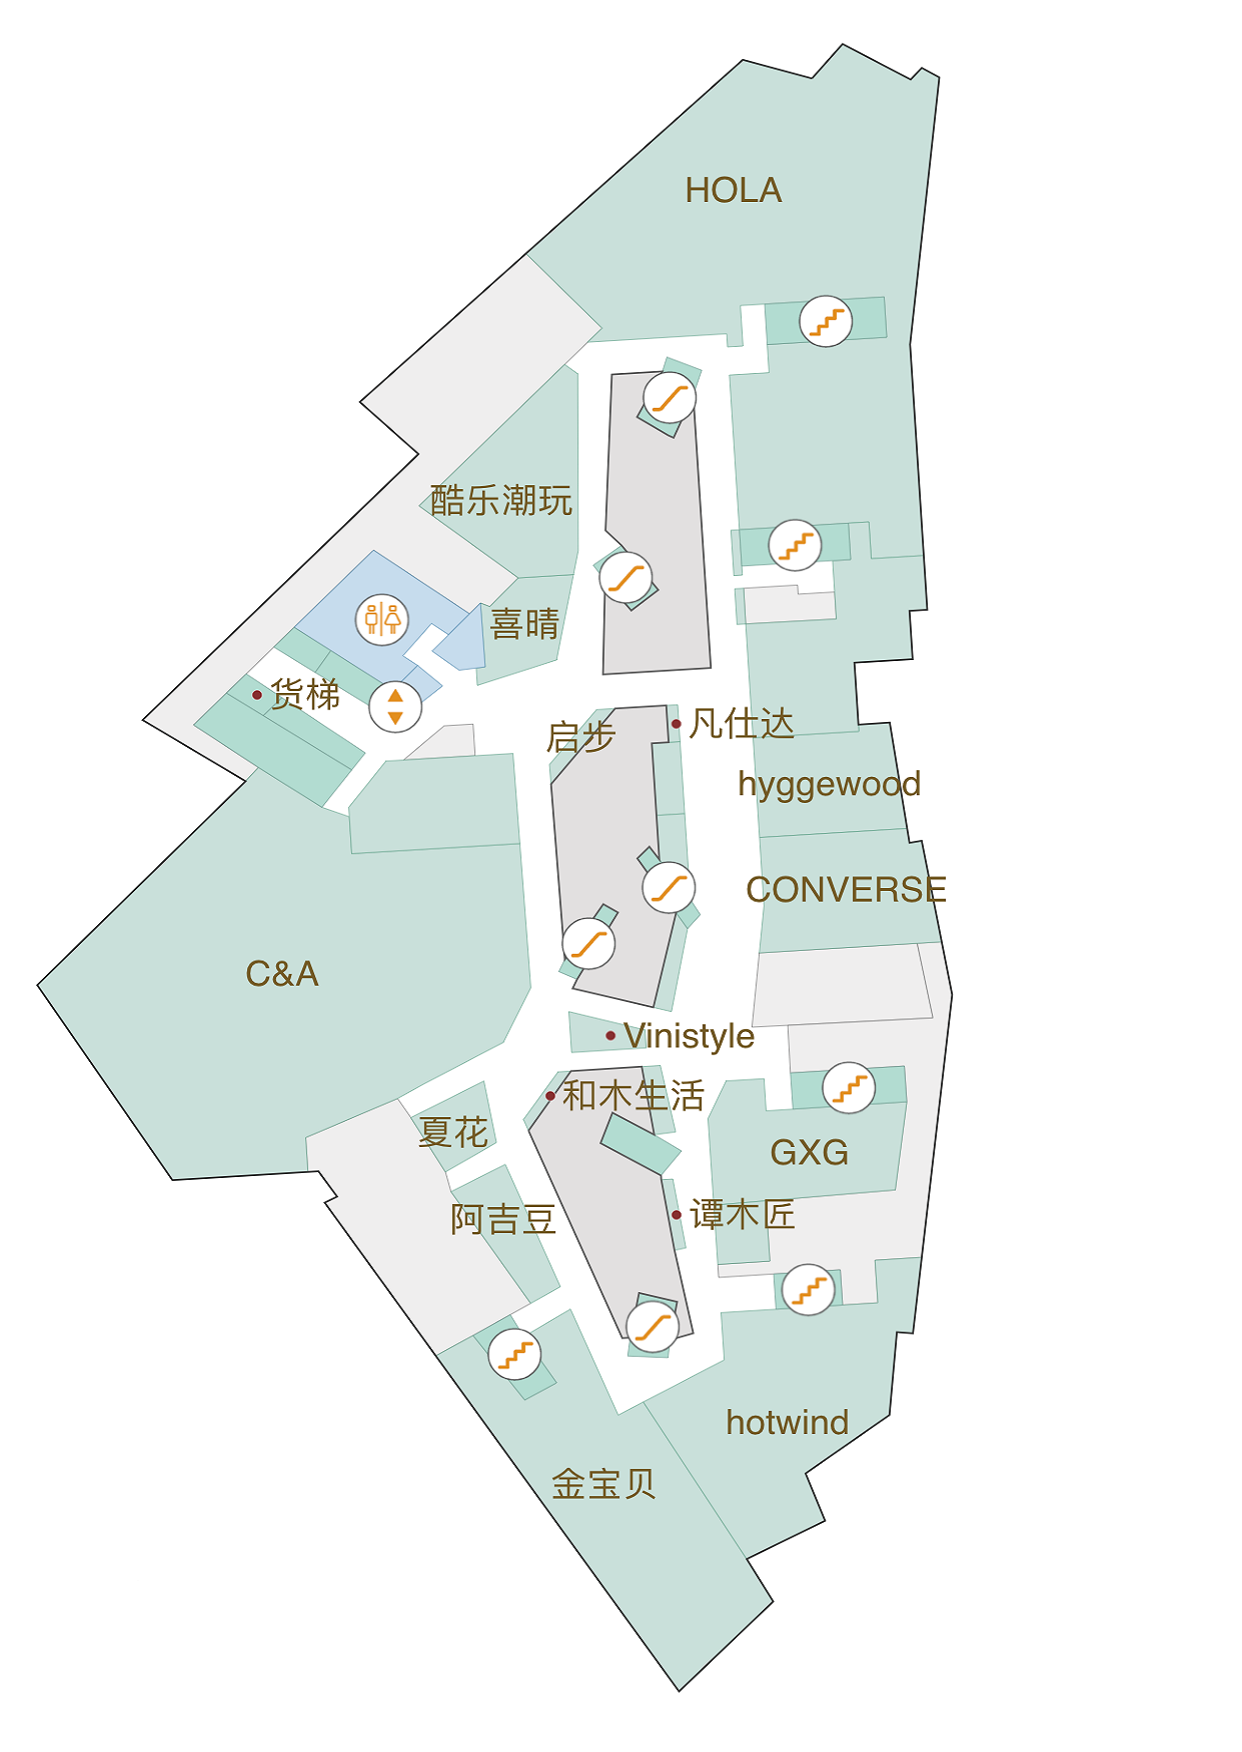 HOLA
酷乐潮玩
喜晴
货梯
启步
凡仕达
hyggewood
CONVERSE
C&A
Vinistyle
和木生活
夏花
GXG
阿吉豆
谭木匠
hotwind
金宝贝